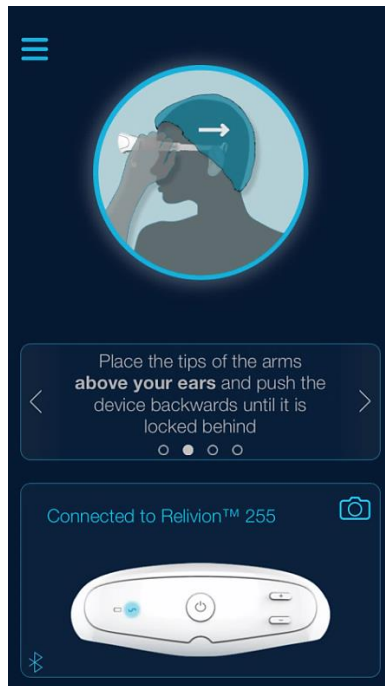 Place the tips of the arms
above your ears and push the
device backwards until it is
locked behind
Connected to Relivion™ 255